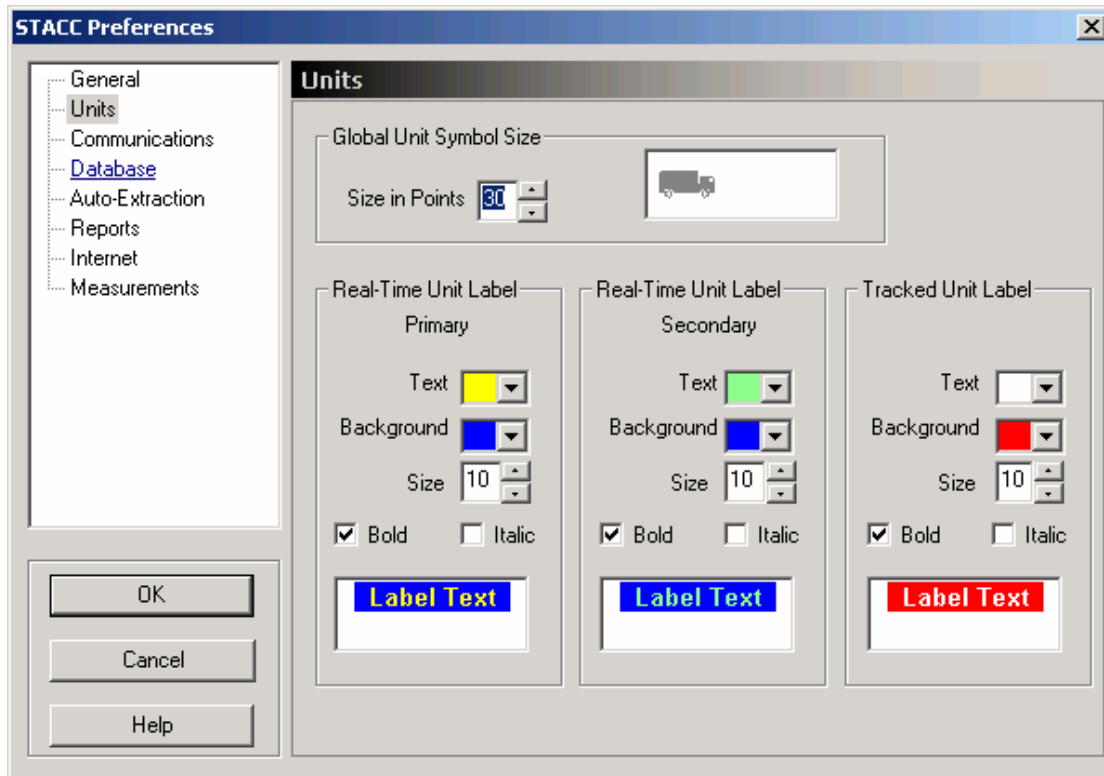 STACC Preferences
General
Units
Communications
Database
Auto-Extraction
Reports
Internet
Measurements
OK
Cancel
Help
Units
Global Unit Symbol Size
Size in Points 30
Real-Time Unit Label
Primary
Text
Background
Size 10
Bold Italic
Label Text
Real-Time Unit Label
Secondary
Text
Background
Size 10
Bold Italic
Label Text
Tracked Unit Label
Text
Background
Size 10
Bold Italic
Label Text